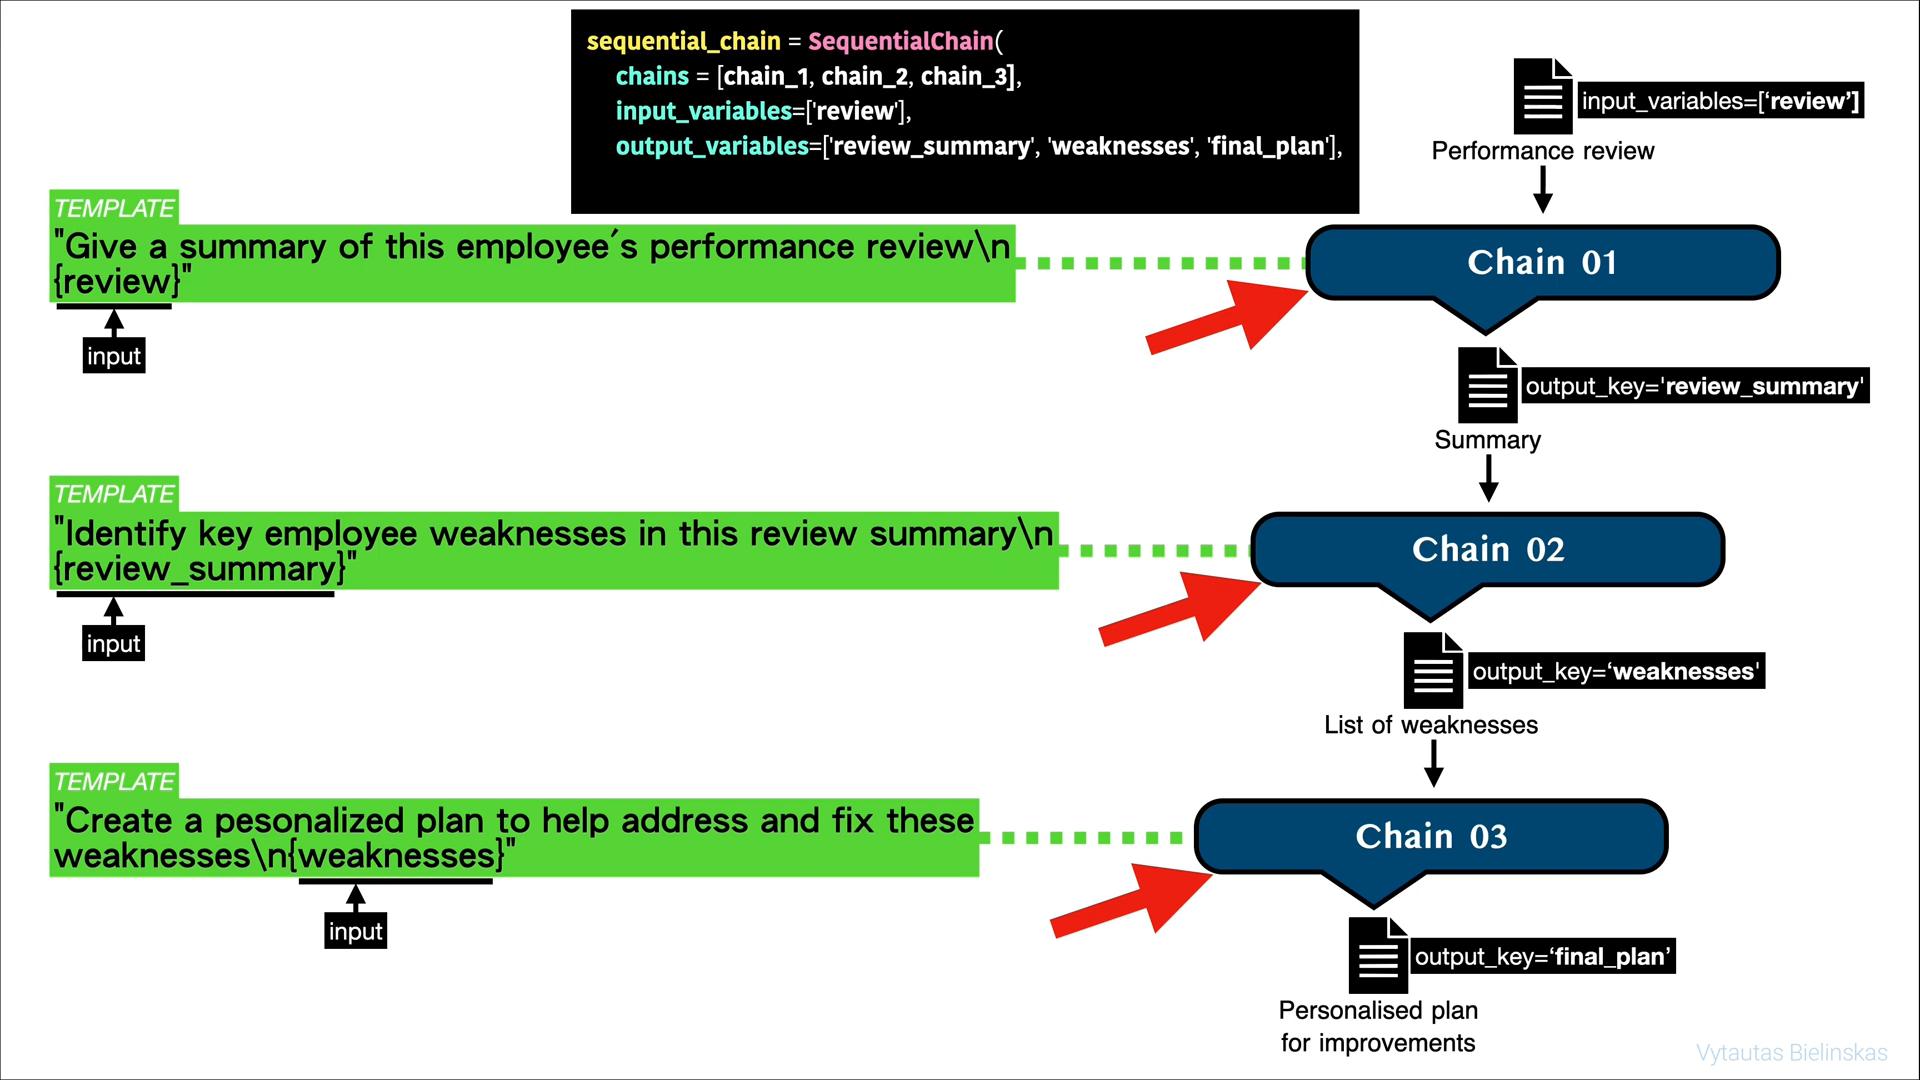 sequential_chain = SequentialChain(
chains = [chain_1, chain_2, chain_3],
input_variables=['review'],
output_variables=['review_summary', 'weaknesses', 'final_plan'],
input_variables=[‘review’]
Performance review
TEMPLATE
"Give a summary of this employee´s performance review\n
{review}"
input
Chain 01
output_key='review_summary'
Summary
TEMPLATE
"Identify key employee weaknesses in this review summary\n
{review_summary}"
input
Chain 02
output_key=‘weaknesses'
List of weaknesses
TEMPLATE
"Create a pesonalized plan to help address and fix these
weaknesses\n{weaknesses}"
input
Chain 03
output_key=‘final_plan’
Personalised plan
for improvements
Vytautas Bielinskas